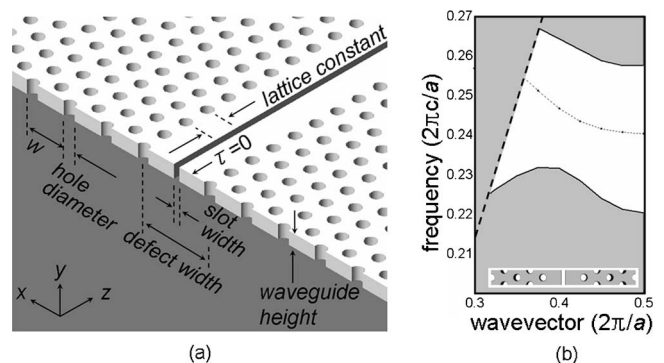 lattice constant
τ=0
w
hole
diameter
slot
width
defect width
waveguide
height
y
x
z
(a)
frequency (2πc/a)
0.27
0.26
0.25
0.24
0.23
0.22
0.21
0.3 0.4 0.5
wavevector (2π/a)
(b)